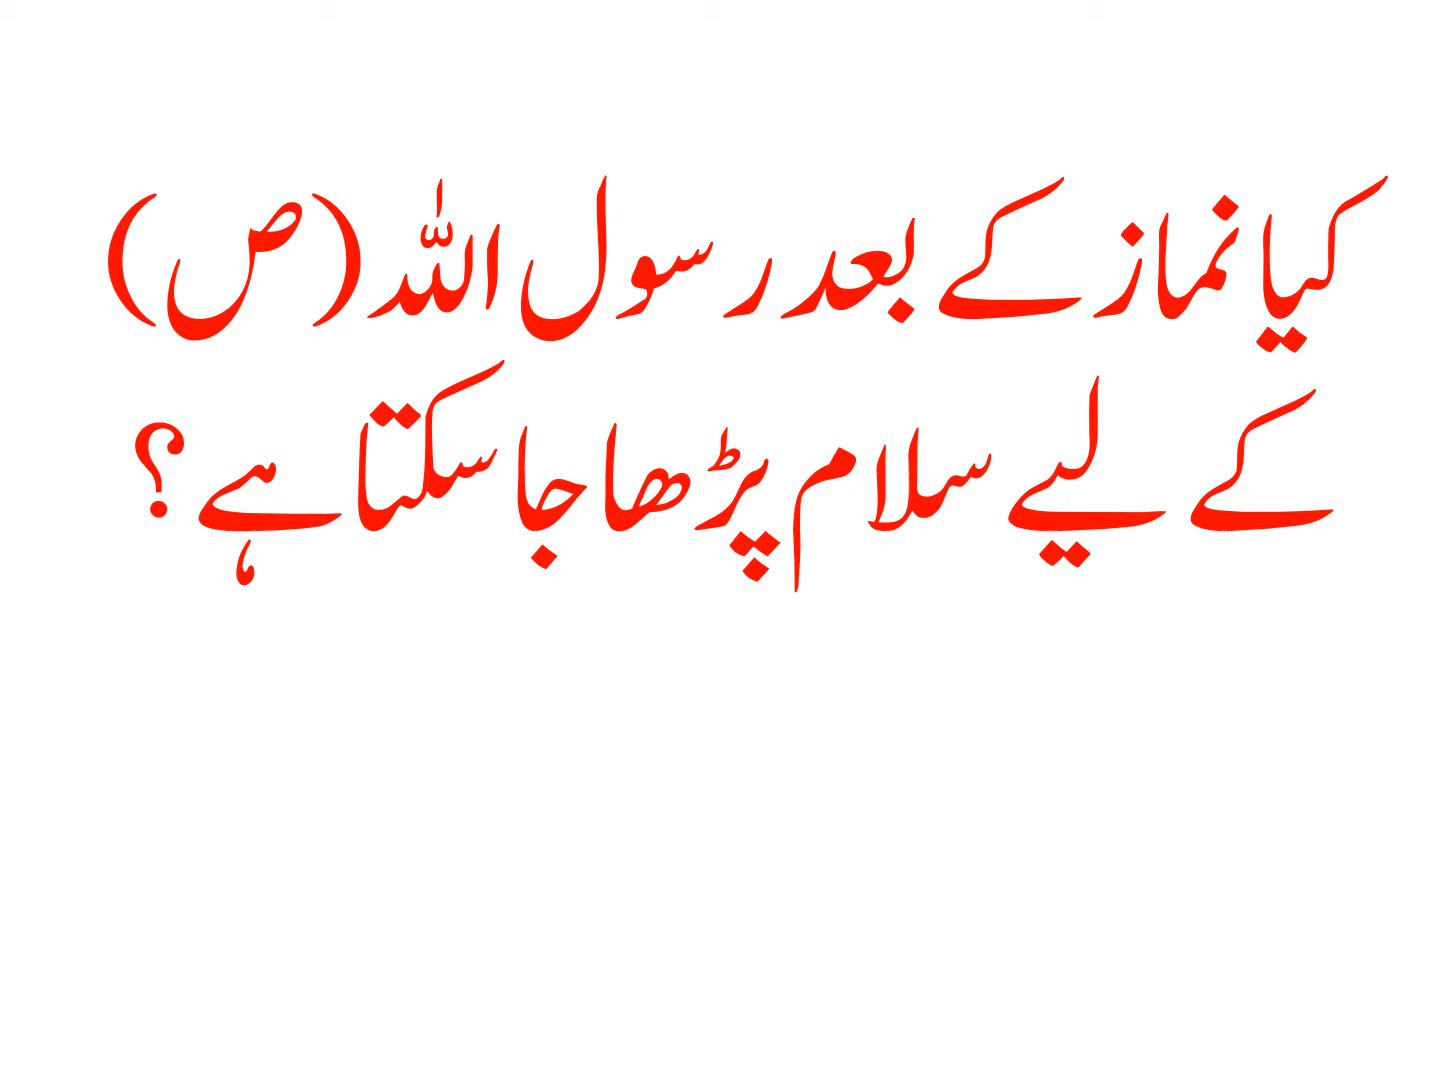 کیا نماز کے بعد رسول اللہ (ص)
کے لیے سلام پڑھا جا سکتا ہے ؟